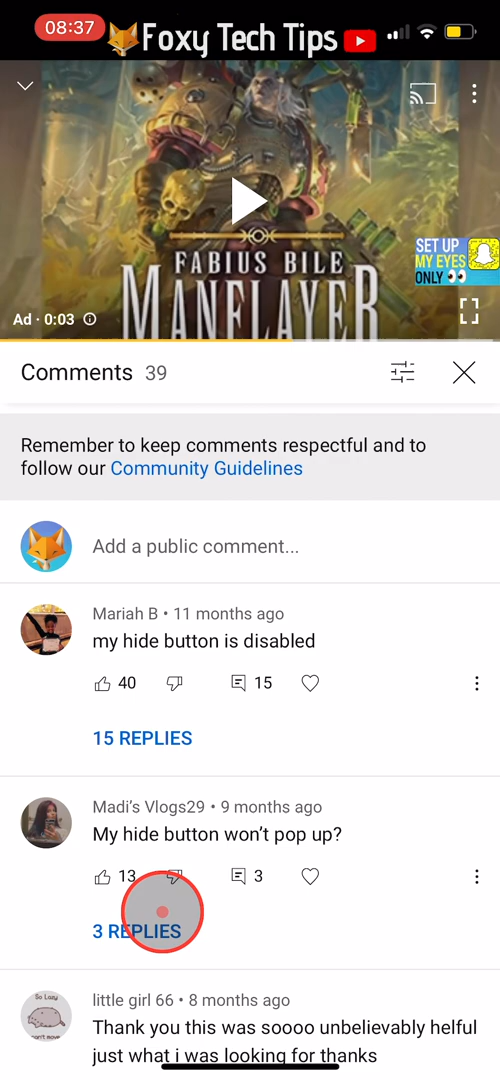 08:37
Foxy Tech Tips
FABIUS BILE
MANFLAYER
SET UP
MY EYES
ONLY
Ad · 0:03
Comments 39
Remember to keep comments respectful and to
follow our Community Guidelines
Add a public comment...
Mariah B • 11 months ago
my hide button is disabled
40 15
15 REPLIES
Madi's Vlogs29 • 9 months ago
My hide button won't pop up?
13 3
3 REPLIES
So Lazy
can't move
little girl 66 • 8 months ago
Thank you this was soooo unbelievably helful
just what i was looking for thanks